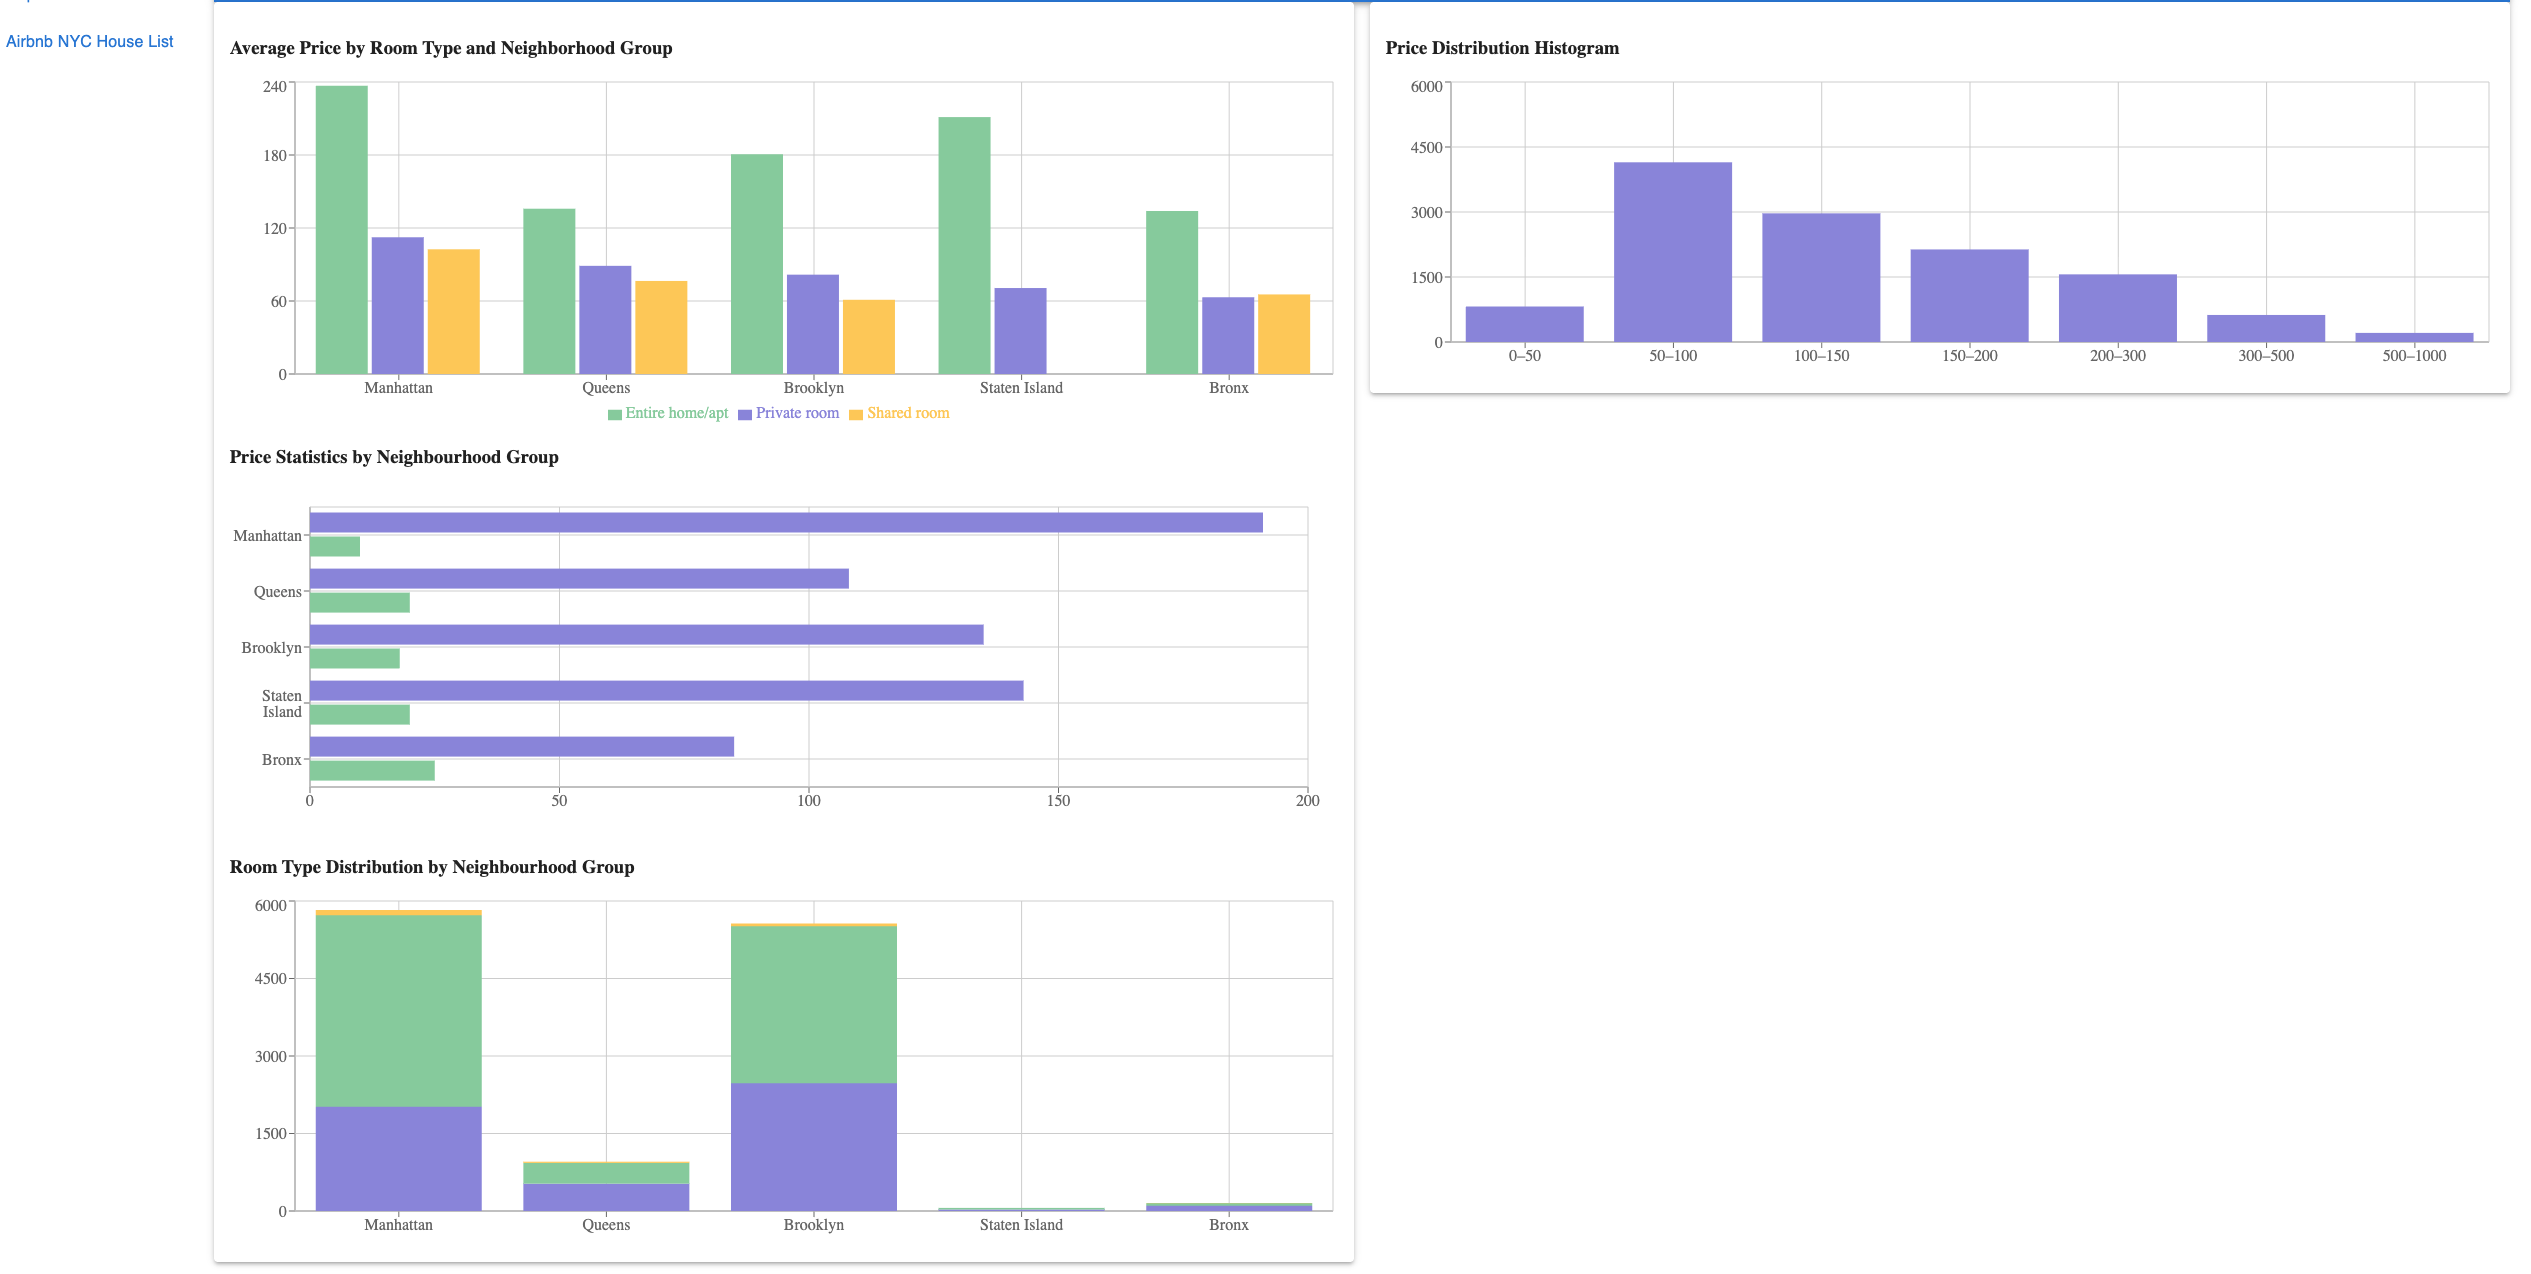 Airbnb NYC House List
Average Price by Room Type and Neighborhood Group
240
180
120
60
0
Manhattan Queens Brooklyn Staten Island Bronx
Entire home/apt Private room Shared room
Price Statistics by Neighbourhood Group
Manhattan
Queens
Brooklyn
Staten
Island
Bronx
0 50 100 150 200
Room Type Distribution by Neighbourhood Group
6000
4500
3000
1500
0
Manhattan Queens Brooklyn Staten Island Bronx
Price Distribution Histogram
6000
4500
3000
1500
0
0–50 50–100 100–150 150–200 200–300 300–500 500–1000